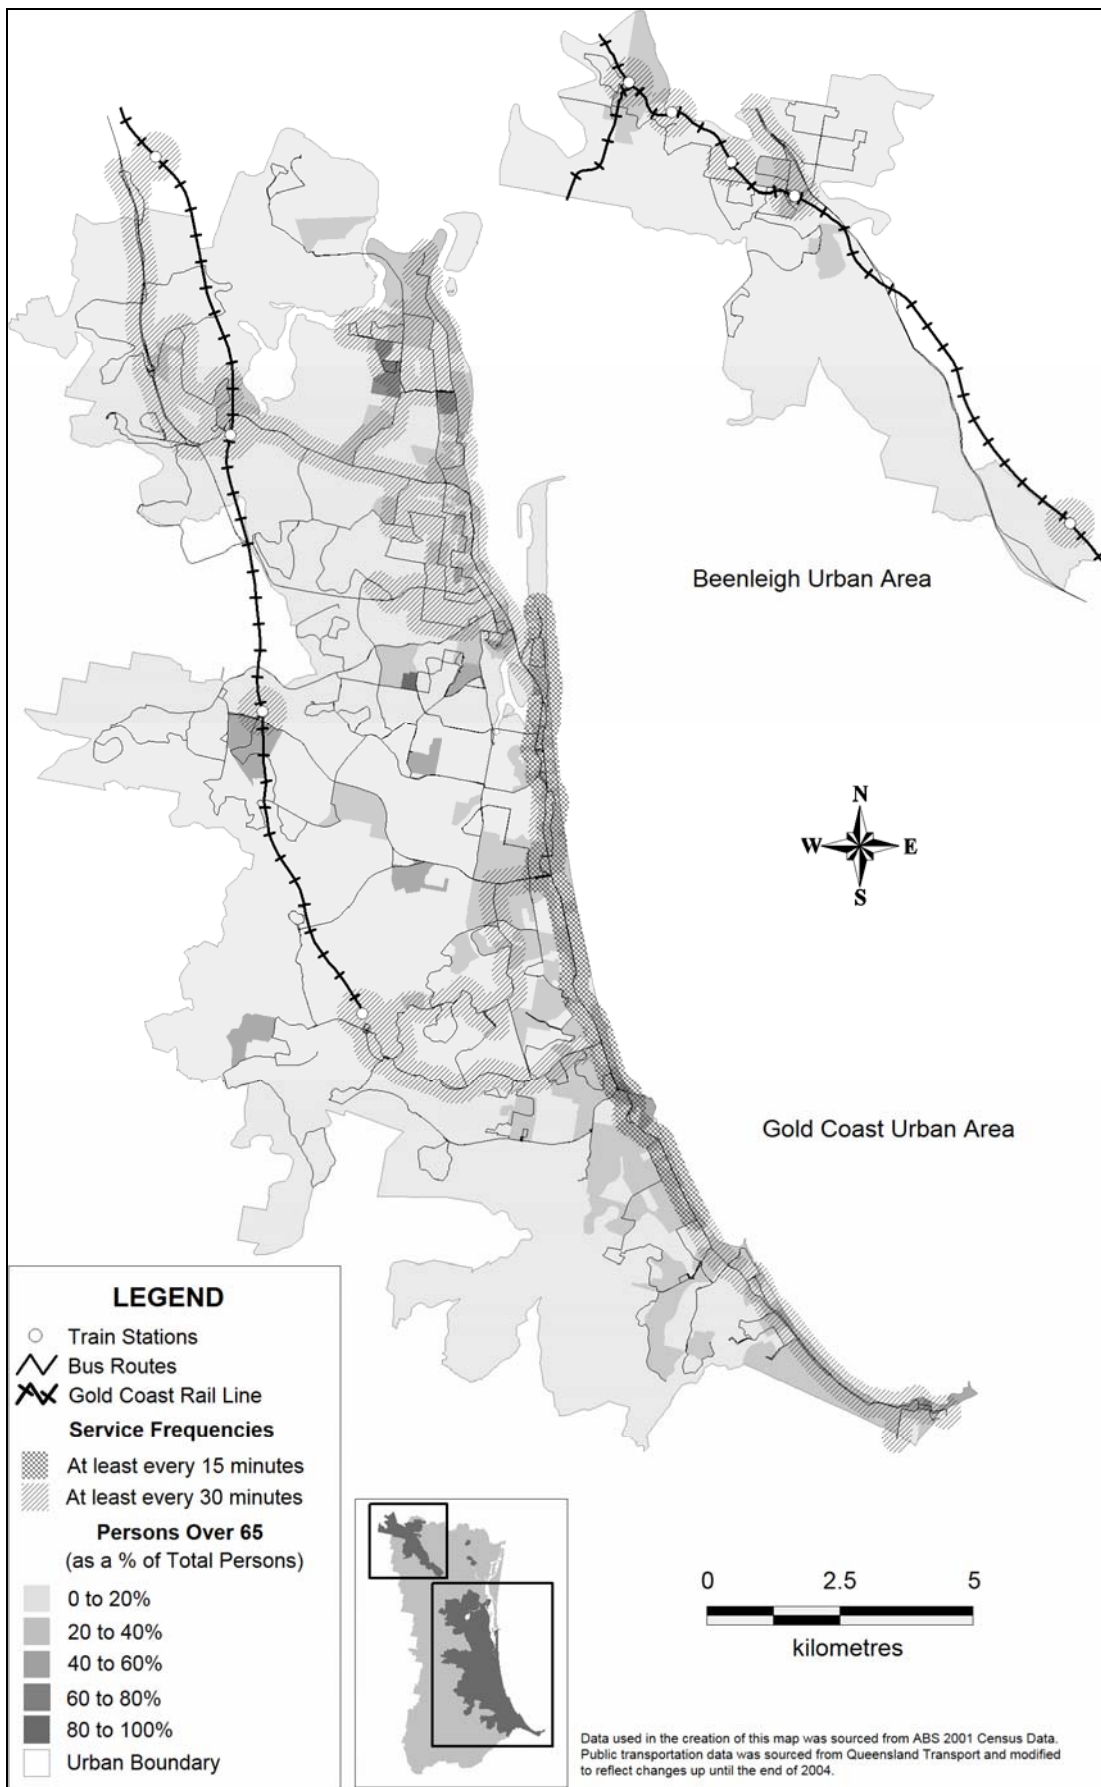 Beenleigh Urban Area
N
W
E
S
Gold Coast Urban Area
LEGEND
Train Stations
Bus Routes
Gold Coast Rail Line
Service Frequencies
At least every 15 minutes
At least every 30 minutes
Persons Over 65
(as a % of Total Persons)
0 to 20%
20 to 40%
40 to 60%
60 to 80%
80 to 100%
Urban Boundary
0 2.5 5
kilometres
Data used in the creation of this map was sourced from ABS 2001 Census Data.
Public transportation data was sourced from Queensland Transport and modified
to reflect changes up until the end of 2004.